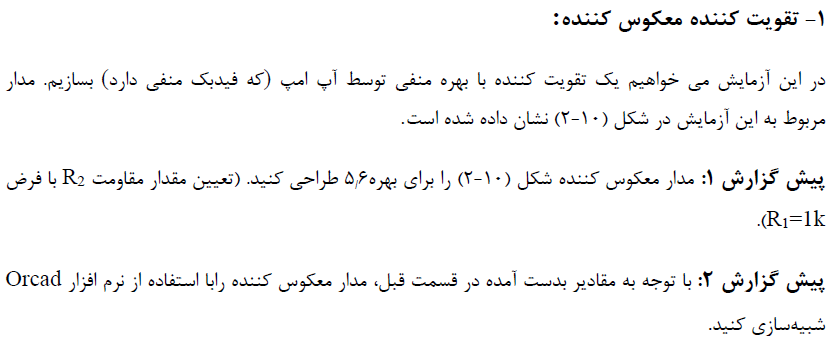 ۱- تقویت کننده معکوس کننده:
در این آزمایش می خواهیم یک تقویت کننده با بهره منفی توسط آپ امپ (که فیدبک منفی دارد) بسازیم. مدار
مربوط به این آزمایش در شکل (۱۰-۲) نشان داده شده است.
پیش گزارش ۱: مدار معکوس کننده شکل (۱۰-۲) را برای بهره۵٫۶ طراحی کنید. (تعیین مقدار مقاومت R2 با فرض
R1=1k).
پیش گزارش ۲: با توجه به مقادیر بدست آمده در قسمت قبل، مدار معکوس کننده رابا استفاده از نرم افزار Orcad
شبیه‌سازی کنید.